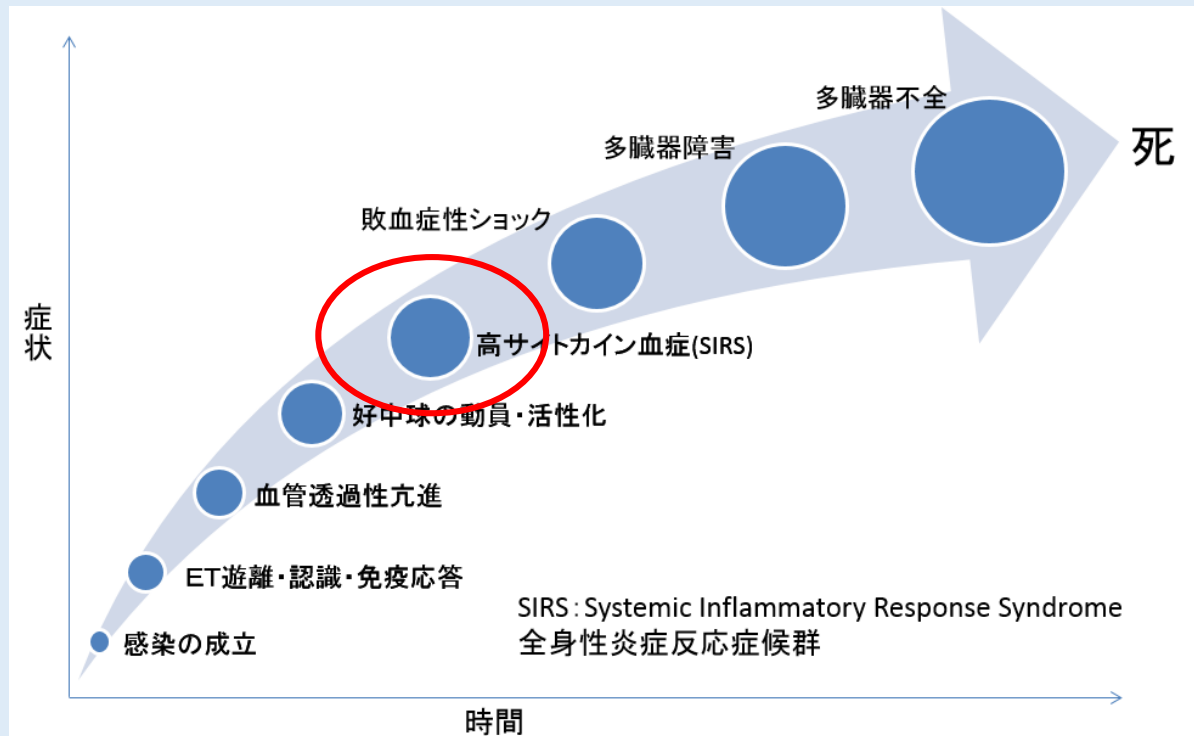 多臓器不全
死
多臓器障害
敗血症性ショック
症状
高サイトカイン血症(SIRS)
好中球の動員・活性化
血管透過性亢進
ET遊離・認識・免疫応答
SIRS：Systemic Inflammatory Response Syndrome
全身性炎症反応症候群
感染の成立
時間